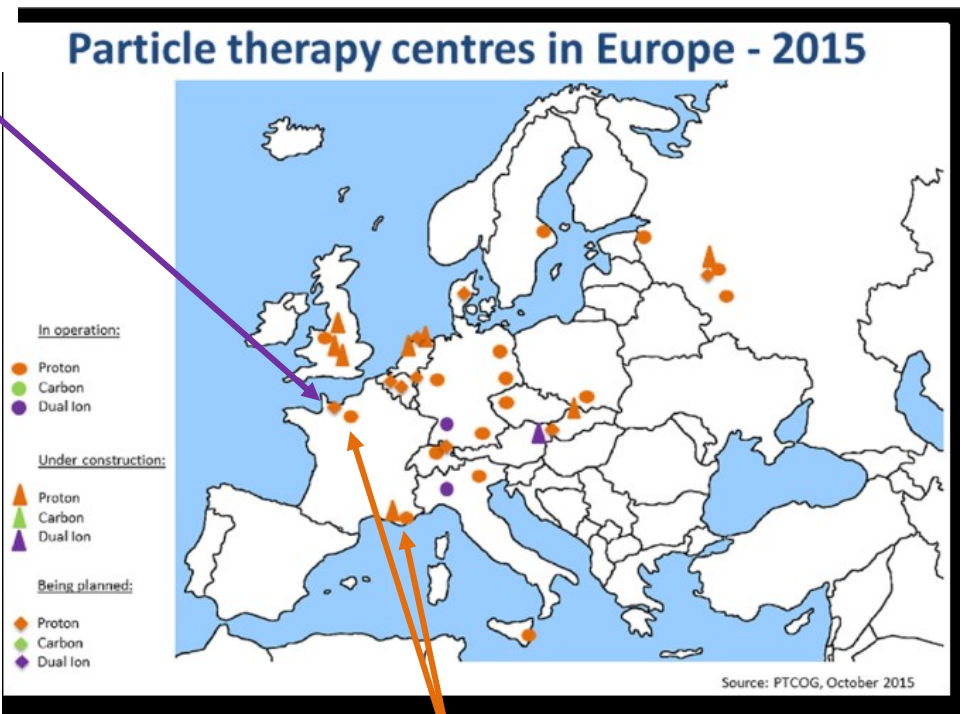 Particle therapy centres in Europe - 2015
In operation:
Proton
Carbon
Dual Ion
Under construction:
Proton
Carbon
Dual Ion
Being planned:
Proton
Carbon
Dual Ion
Source: PTCOG, October 2015